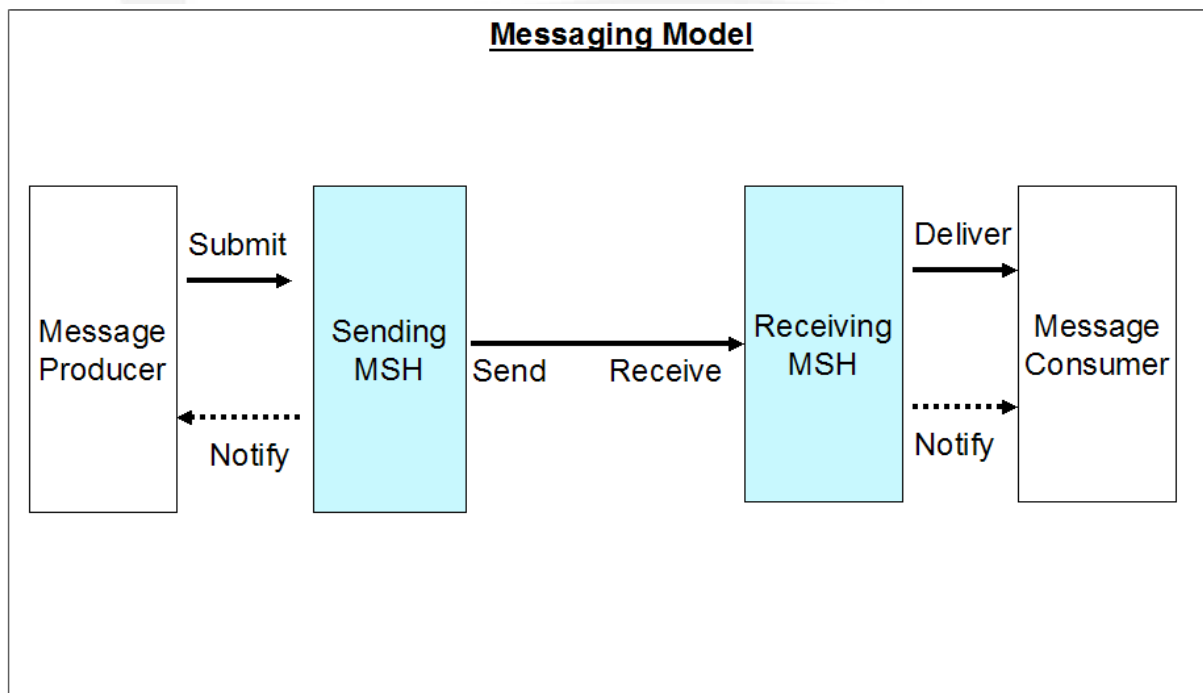 Messaging Model
Submit
Deliver
Message
Producer
Sending
MSH
Receiving
MSH
Message
Consumer
Send
Receive
Notify
Notify